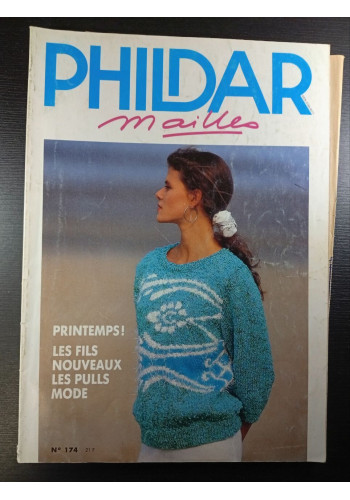 PHILDAR
mailles
PRINTEMPS!
LES FILS
NOUVEAUX
LES PULLS
MODE
N° 174